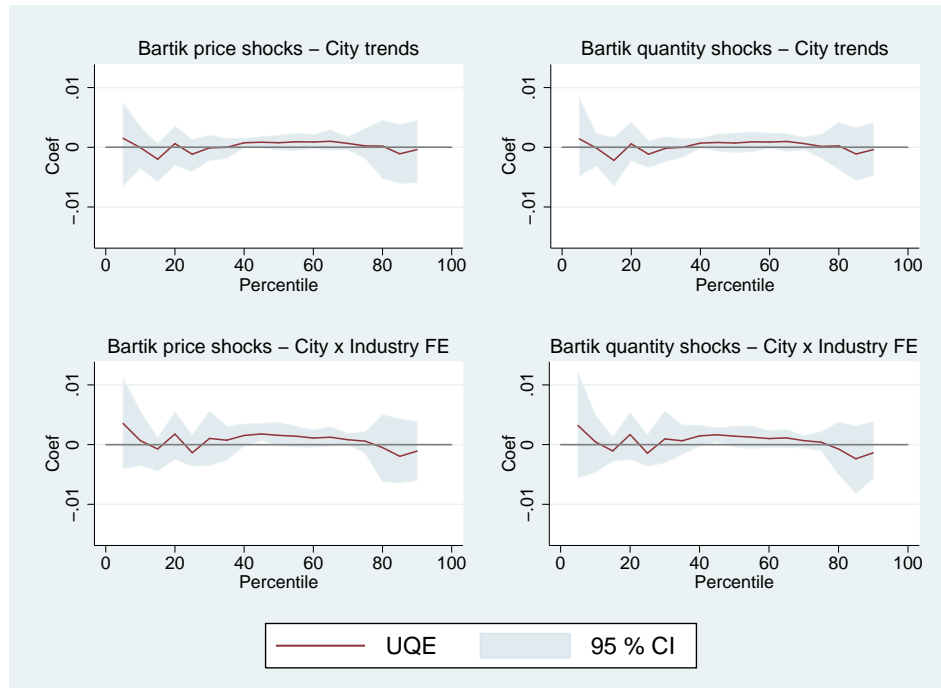 Bartik price shocks – City trends
Coef
.01
0
−.01
0 20 40 60 80 100
Percentile
Bartik quantity shocks – City trends
Coef
.01
0
−.01
0 20 40 60 80 100
Percentile
Bartik price shocks – City x Industry FE
Coef
.01
0
−.01
0 20 40 60 80 100
Percentile
Bartik quantity shocks – City x Industry FE
Coef
.01
0
−.01
0 20 40 60 80 100
Percentile
UQE 95 % CI